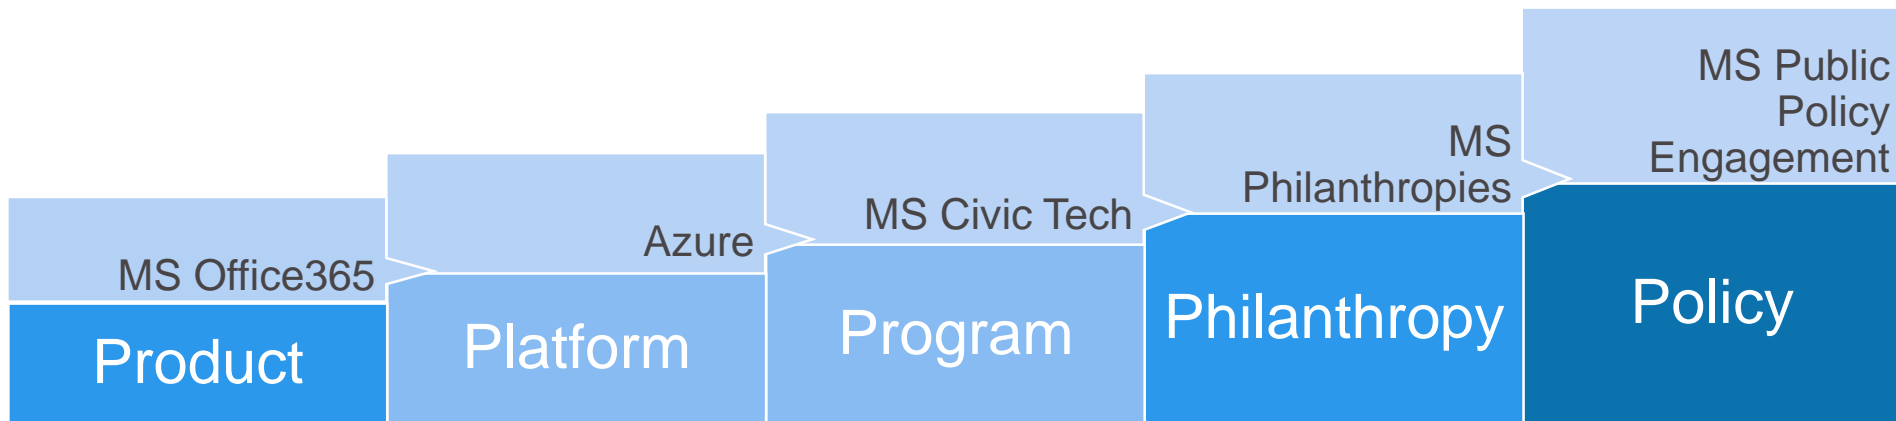 MS Office365
Product
Azure
Platform
MS Civic Tech
Program
MS
Philanthropies
Philanthropy
MS Public
Policy
Engagement
Policy